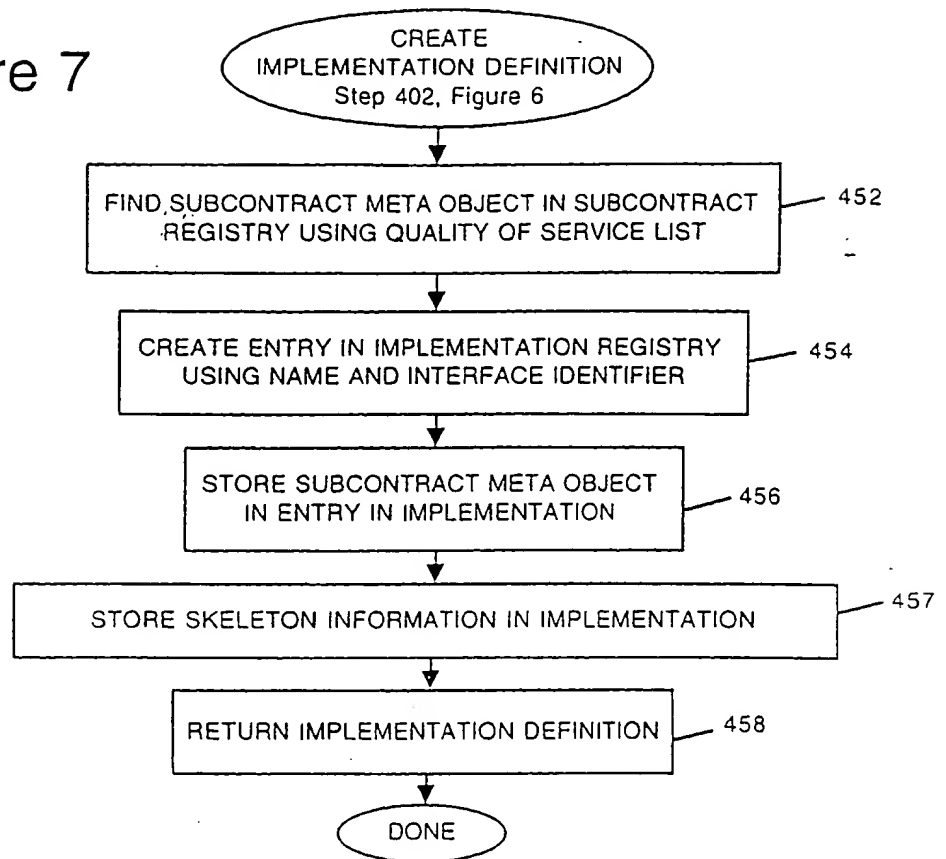 re 7
CREATE
IMPLEMENTATION DEFINITION
Step 402, Figure 6
FIND SUBCONTRACT META OBJECT IN SUBCONTRACT
REGISTRY USING QUALITY OF SERVICE LIST
452
CREATE ENTRY IN IMPLEMENTATION REGISTRY
USING NAME AND INTERFACE IDENTIFIER
454
STORE SUBCONTRACT META OBJECT
IN ENTRY IN IMPLEMENTATION
456
STORE SKELETON INFORMATION IN IMPLEMENTATION
457
RETURN IMPLEMENTATION DEFINITION
458
DONE